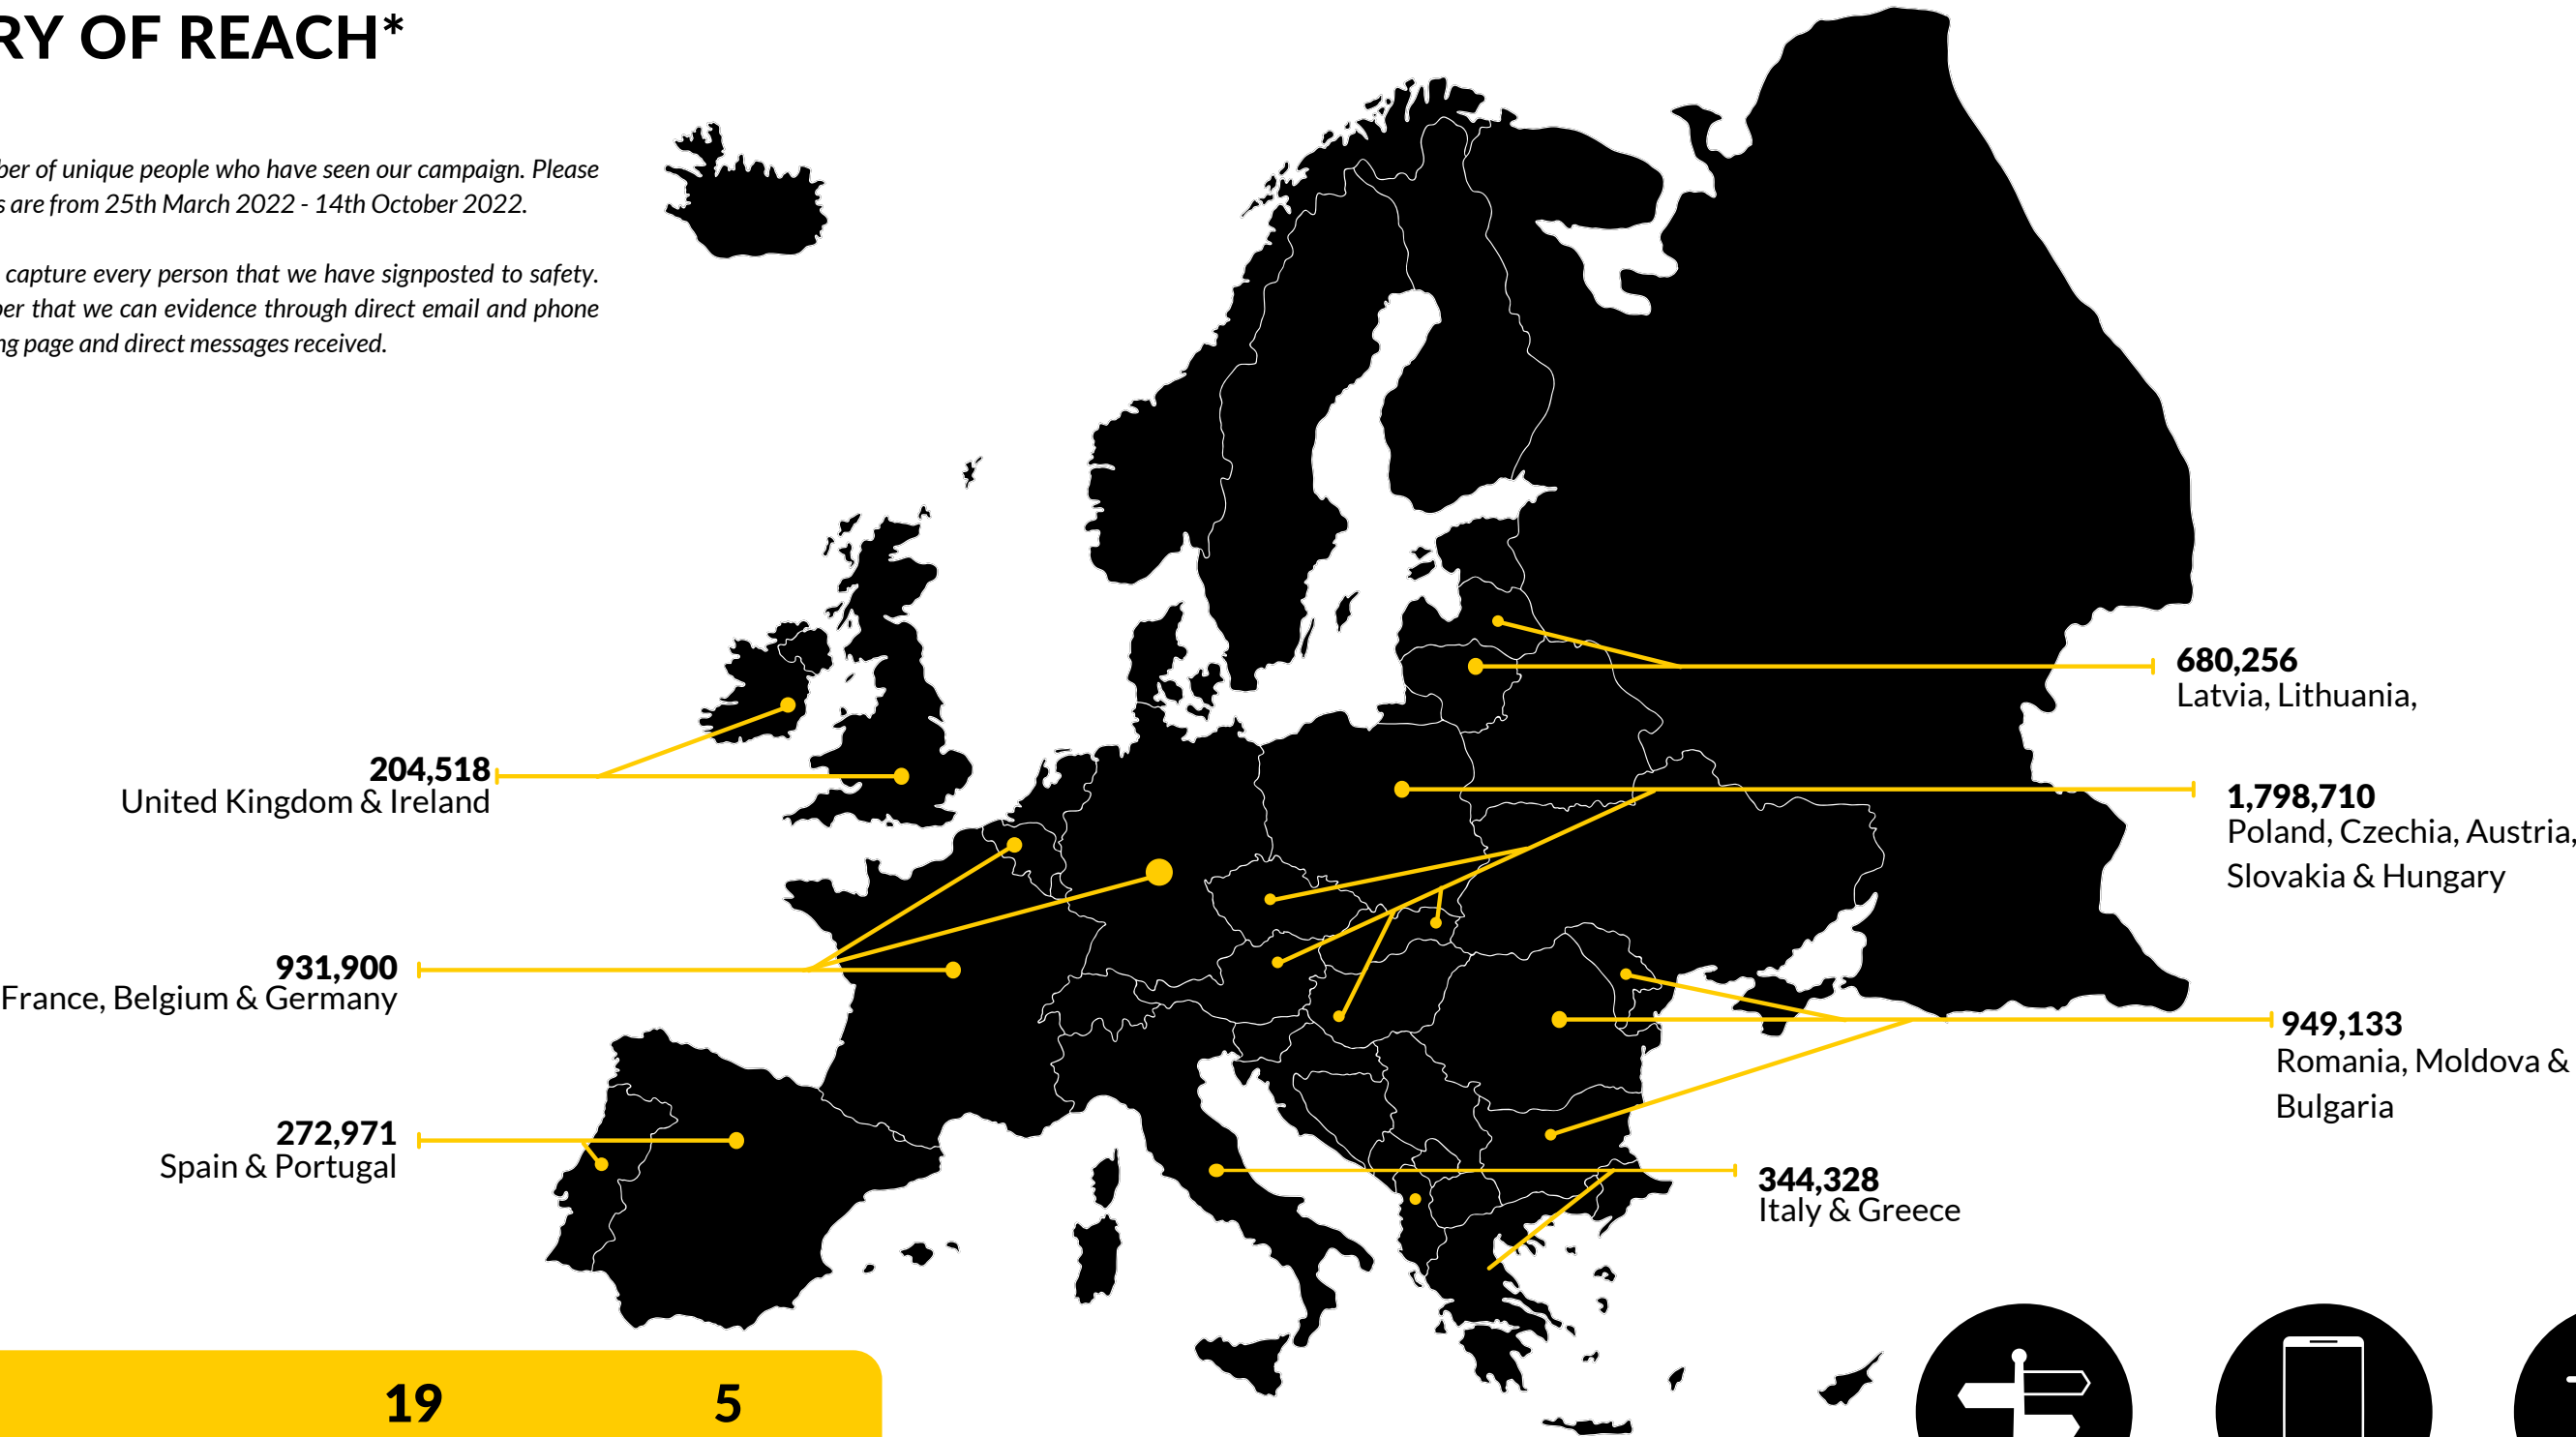 RY OF REACH*
ber of unique people who have seen our campaign. Please
s are from 25th March 2022 - 14th October 2022.
capture every person that we have signposted to safety.
ber that we can evidence through direct email and phone
ng page and direct messages received.
680,256
Latvia, Lithuania,
204,518
United Kingdom & Ireland
1,798,710
Poland, Czechia, Austria,
Slovakia & Hungary
931,900
France, Belgium & Germany
949,133
Romania, Moldova &
Bulgaria
272,971
Spain & Portugal
344,328
Italy & Greece
19 5